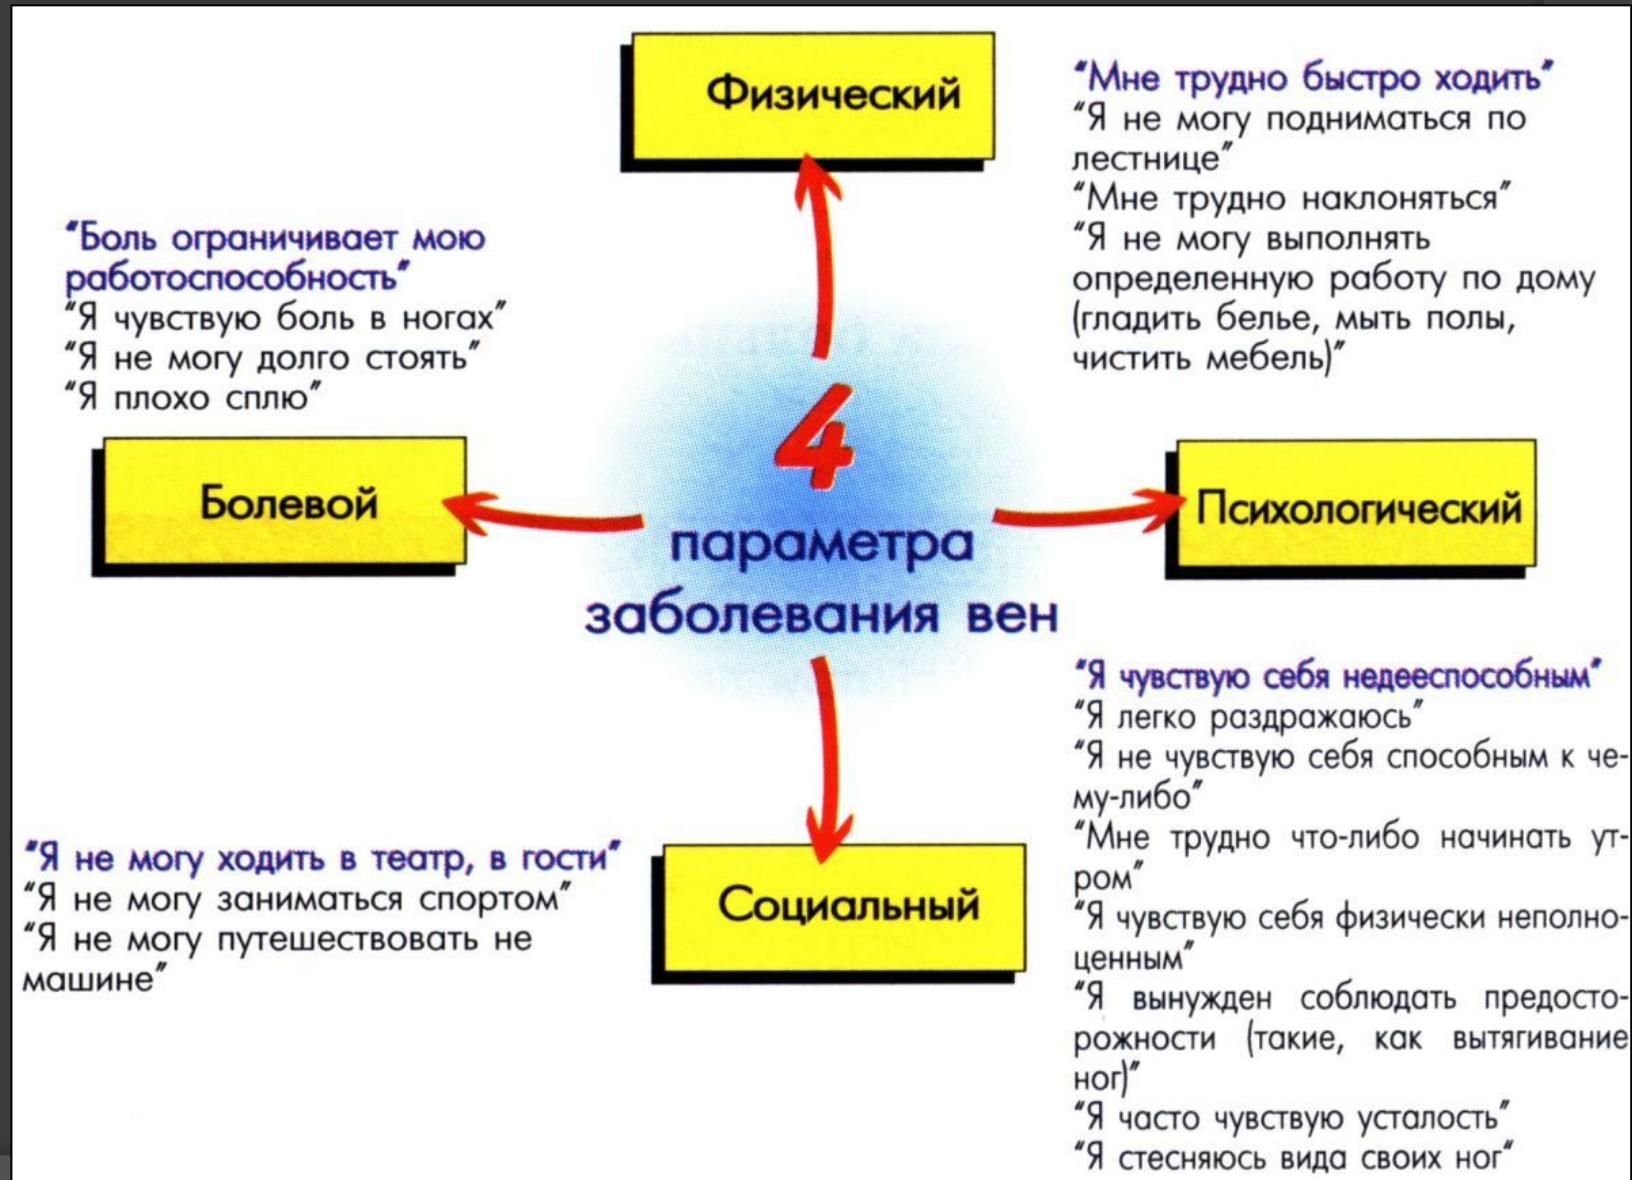 Физический
"Мне трудно быстро ходить"
"Я не могу подниматься по
лестнице"
"Мне трудно наклоняться"
"Я не могу выполнять
определенную работу по дому
(гладить белье, мыть полы,
чистить мебель)"
"Боль ограничивает мою
работоспособность"
"Я чувствую боль в ногах"
"Я не могу долго стоять"
"Я плохо сплю"
Болевой
4
параметра
заболевания вен
Психологический
"Я чувствую себя недееспособным"
"Я легко раздражаюсь"
"Я не чувствую себя способным к че-
му-либо"
"Мне трудно что-либо начинать ут-
ром"
"Я чувствую себя физически неполно-
ценным"
"Я вынужден соблюдать предосто-
рожности (такие, как вытягивание
ног)"
"Я часто чувствую усталость"
"Я стесняюсь вида своих ног"
"Я не могу ходить в театр, в гости"
"Я не могу заниматься спортом"
"Я не могу путешествовать не
машине"
Социальный